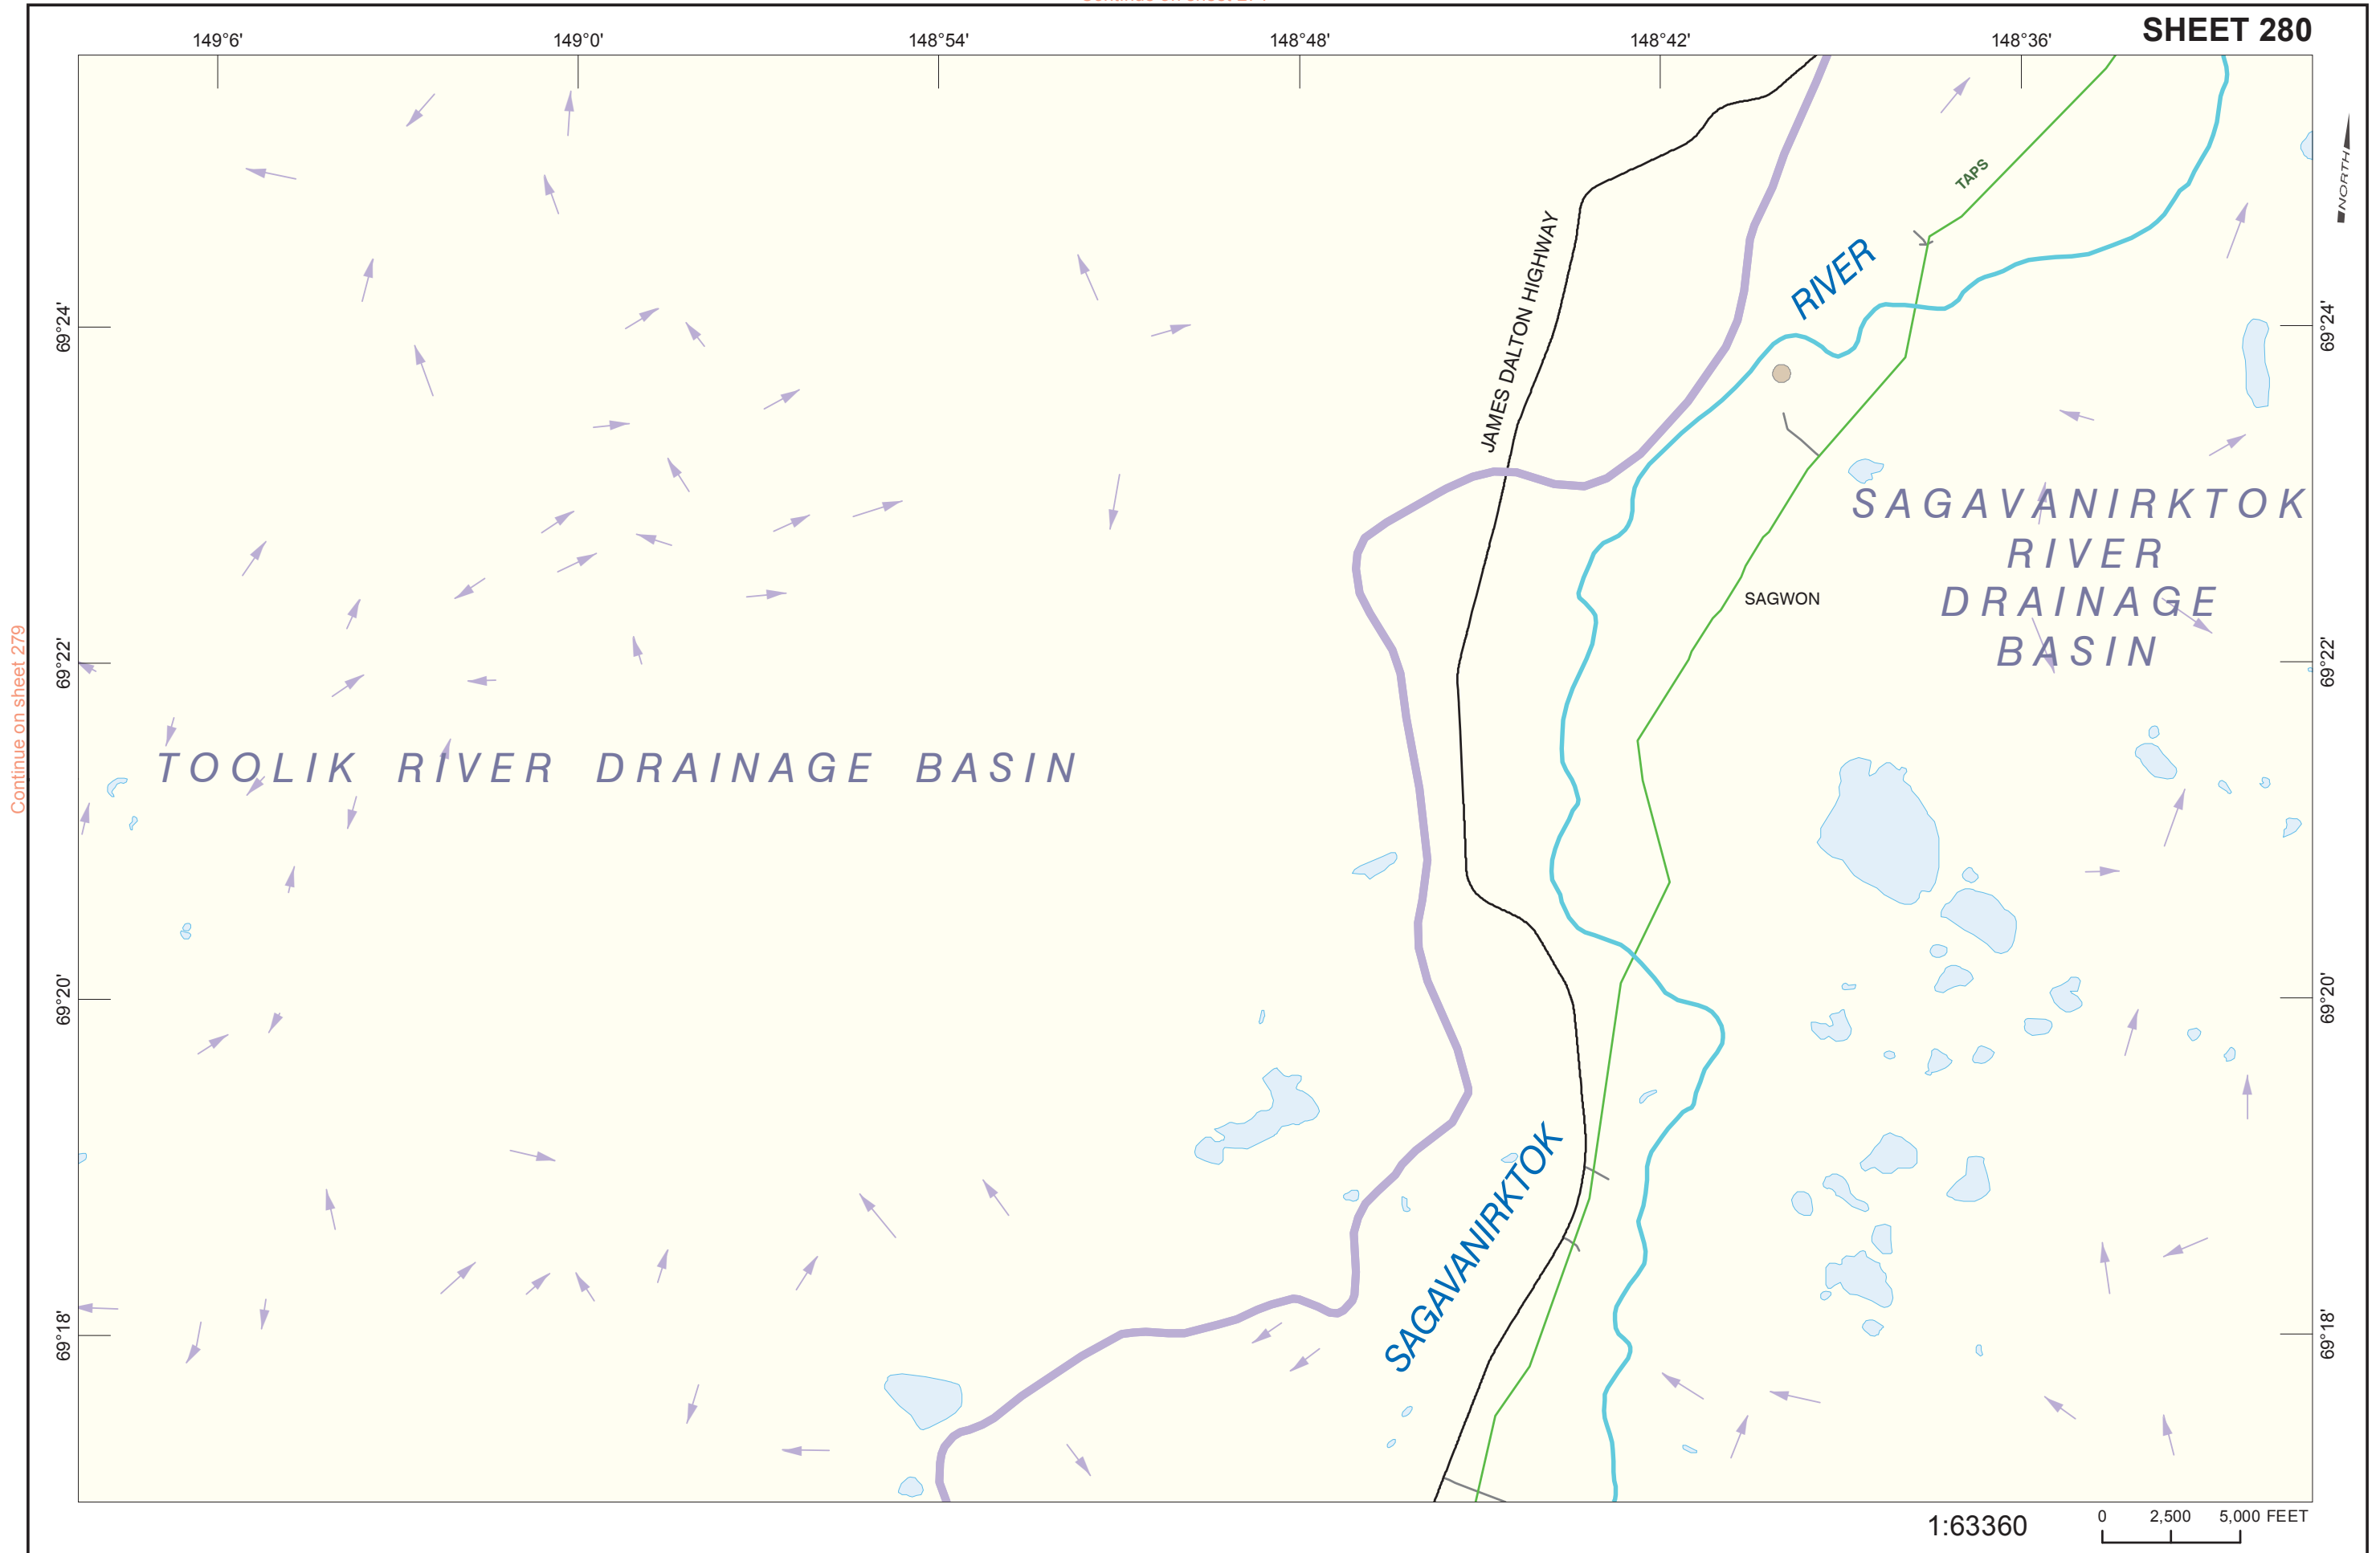 SHEET 280
149°6'
149°0'
148°54'
148°48'
148°42'
148°36'
NORTH
TAPS
JAMES DALTON HIGHWAY
RIVER
69°24'
69°24'
SAGAVANIRKTOK
RIVER
DRAINAGE
BASIN
SAGWON
69°22'
69°22'
Continue on sheet 279
TOOLIK RIVER DRAINAGE BASIN
69°20'
69°20'
SAGAVANIRKTOK
69°18'
69°18'
1:63360
0 2,500 5,000 FEET